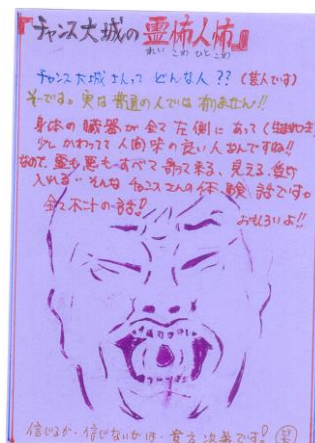 『チャンス大城の霊怖人怖』
れい こわ ひと こわ
チャンス大城さんって どんな人？？（芸人です）
そーです。実は普通の人では有りません！！
身体の臓器が全て左側にあって
少しかわってて人間味の良い人なんですね!!
なので、霊も悪もすべて寄って来る、見える、受け
入れる そんな チャンスさんの体験話です。
全て不二の話！
おもしろいよ!!
信じるか・信じないかは・貴方次第です！